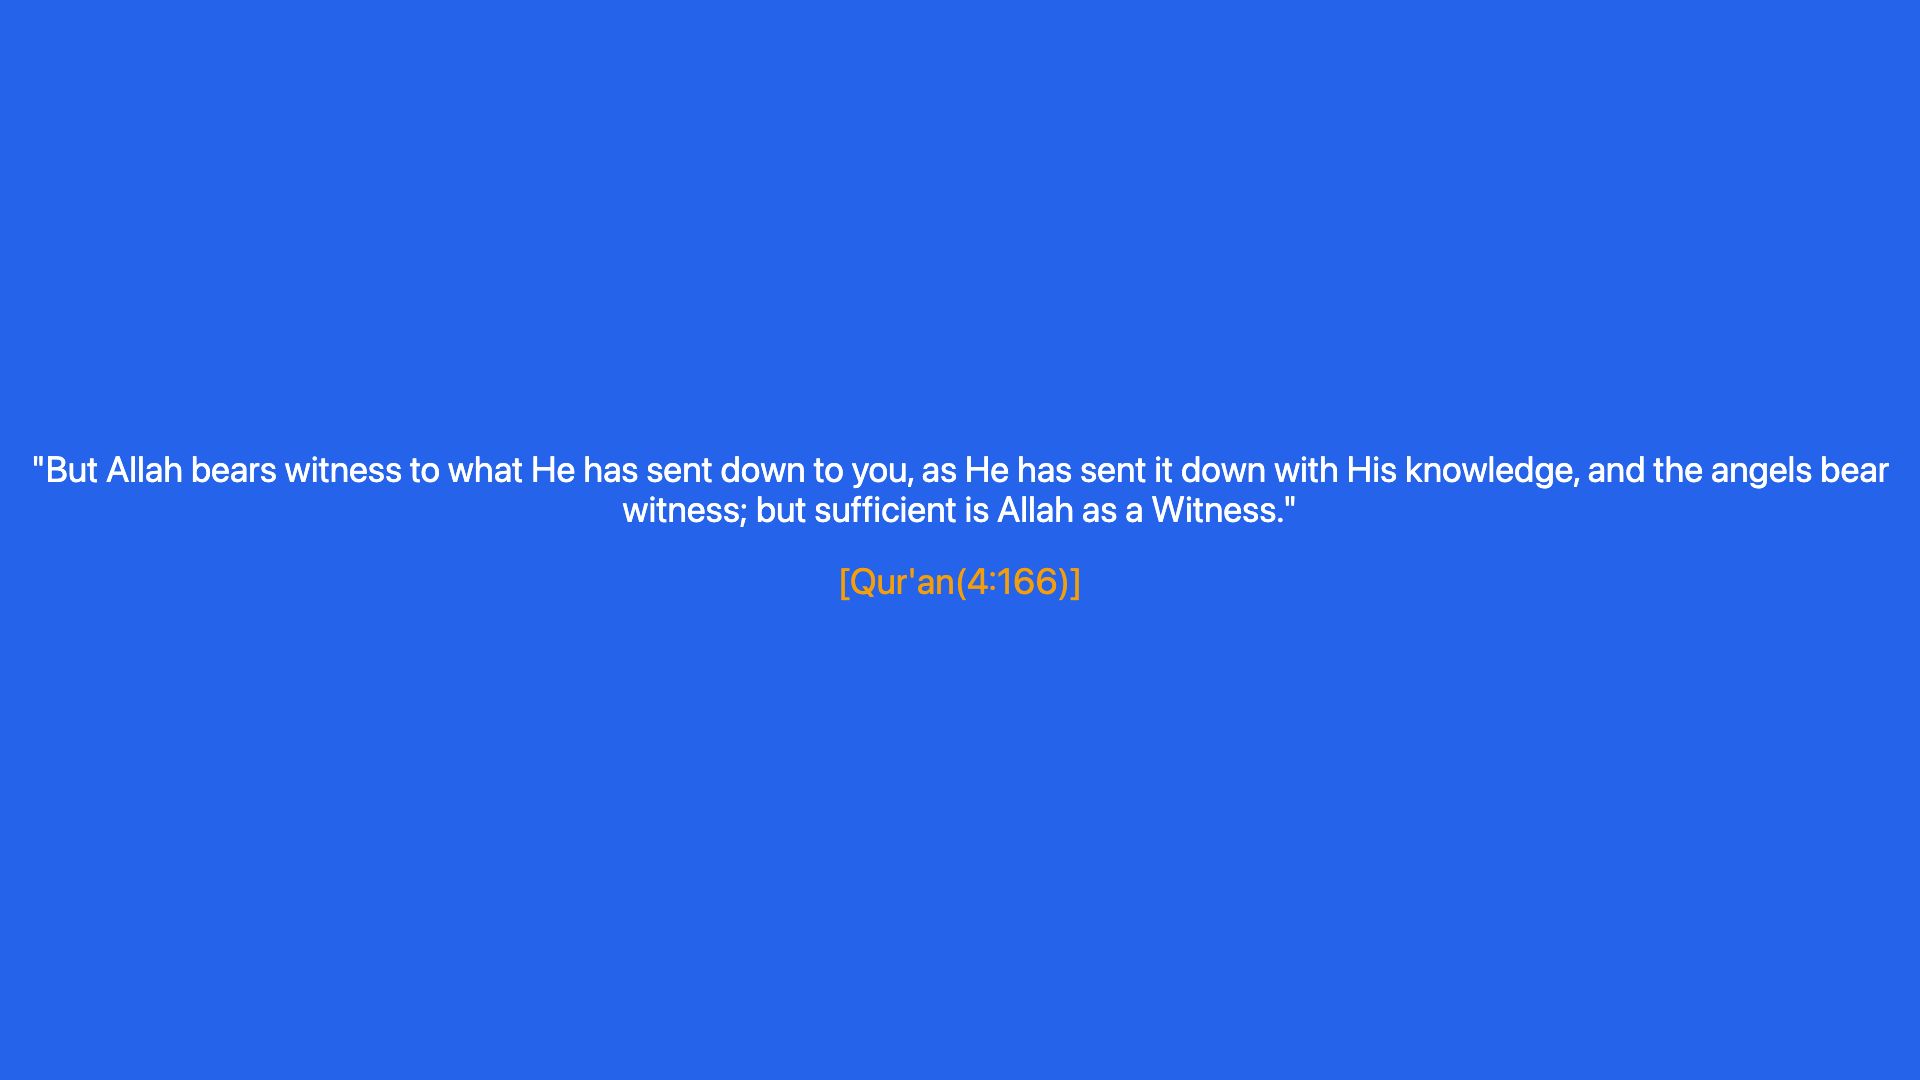 "But Allah bears witness to what He has sent down to you, as He has sent it down with His knowledge, and the angels bear
witness; but sufficient is Allah as a Witness."
[Qur'an(4:166)]